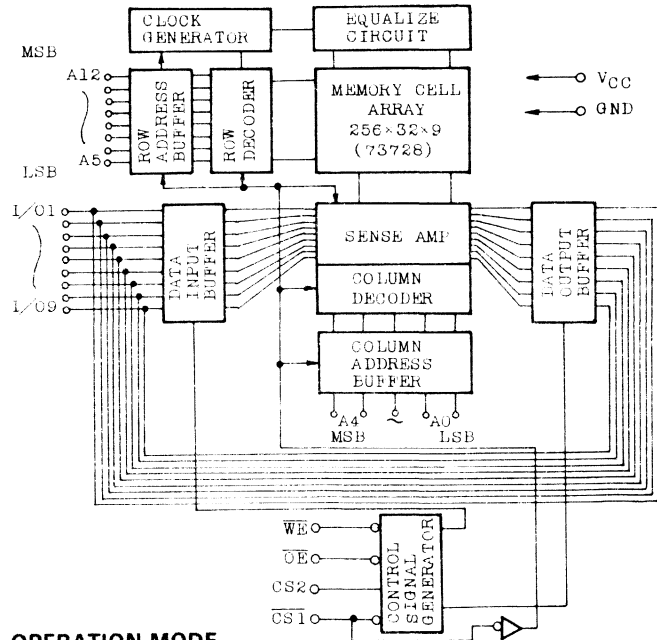 CLOCK
GENERATOR
EQUALIZE
CIRCUIT
MSB
A12
A5
LSB
ROW
ADDRESS
BUFFER
ROW
DECODER
MEMORY CELL
ARRAY
256×32×9
(73728)
VCC
GND
I/O1
I/O9
DATA
INPUT
BUFFER
SENSE AMP
COLUMN
DECODER
DATA
OUTPUT
BUFFER
COLUMN
ADDRESS
BUFFER
A4 ~ A0
MSB LSB
WE
OE
CS2
CS1
CONTROL
SIGNAL
GENERATOR
OPERATION MODE